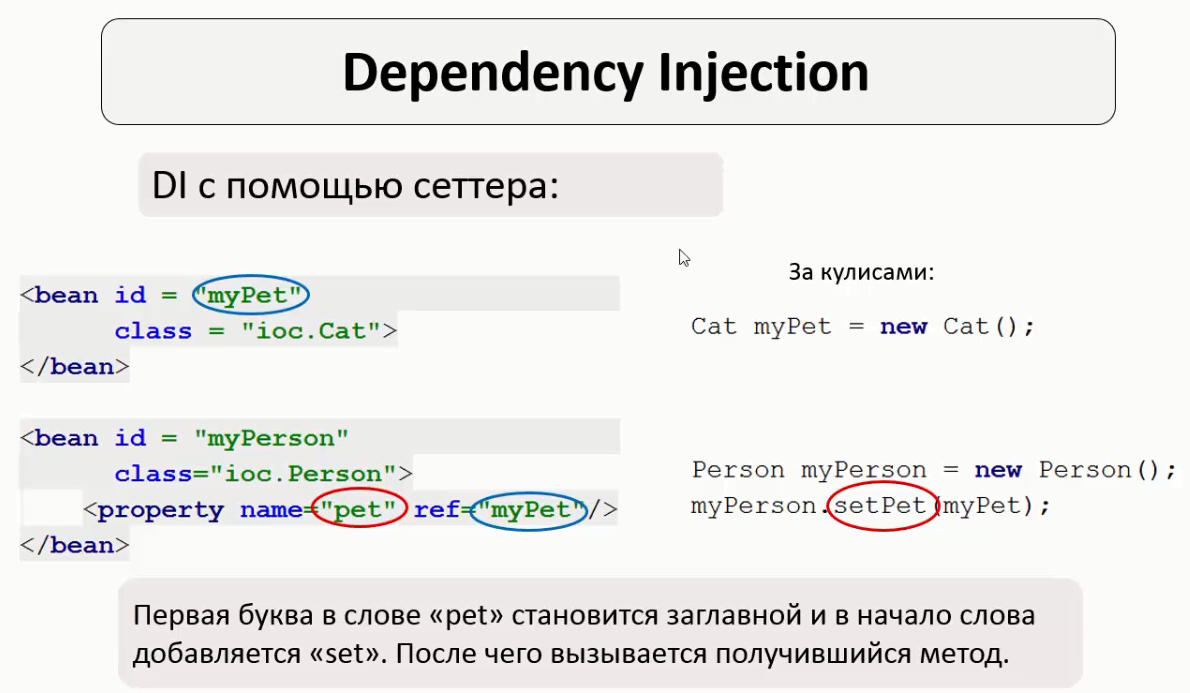 Dependency Injection
DI с помощью сеттера:
<bean id = "myPet"
class = "ioc.Cat">
</bean>
<bean id = "myPerson"
class="ioc.Person">
<property name="pet" ref="myPet"/>
</bean>
За кулисами:
Cat myPet = new Cat();
Person myPerson = new Person();
myPerson.setPet(myPet);
Первая буква в слове «pet» становится заглавной и в начало слова
добавляется «set». После чего вызывается получившийся метод.